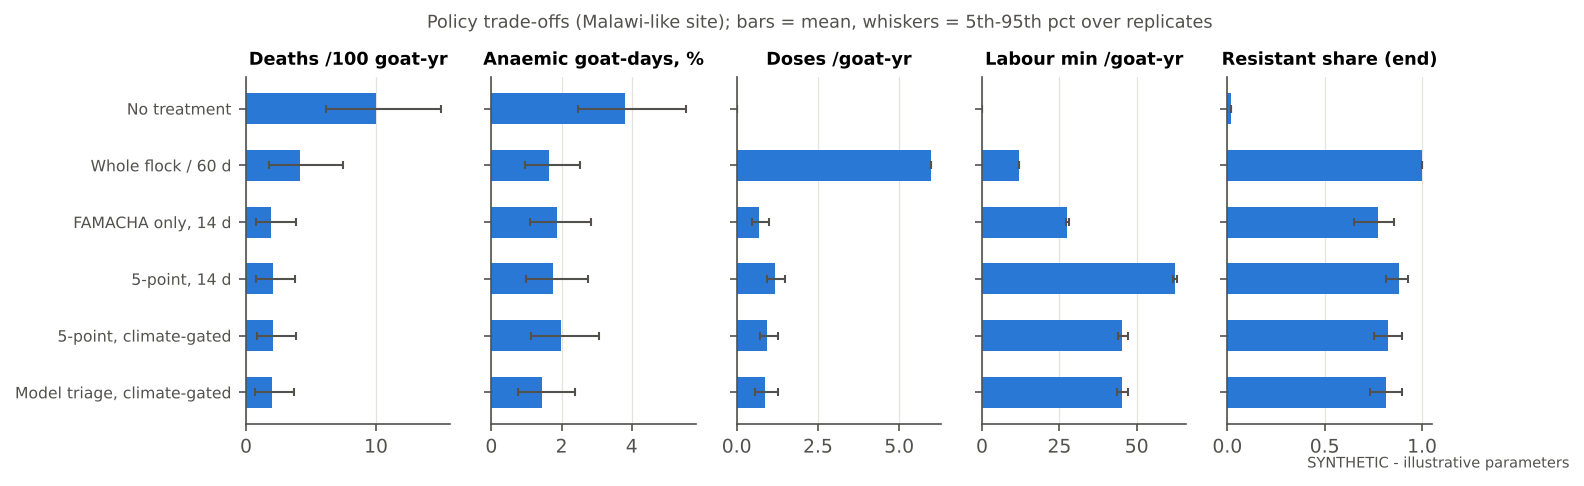 Policy trade-offs (Malawi-like site); bars = mean, whiskers = 5th-95th pct over replicates
Deaths /100 goat-yr
Anaemic goat-days, %
Doses /goat-yr
Labour min /goat-yr
Resistant share (end)
No treatment
Whole flock / 60 d
FAMACHA only, 14 d
5-point, 14 d
5-point, climate-gated
Model triage, climate-gated
0 10
0 2 4
0.0 2.5 5.0
0 25 50
0.0 0.5 1.0
SYNTHETIC - illustrative parameters